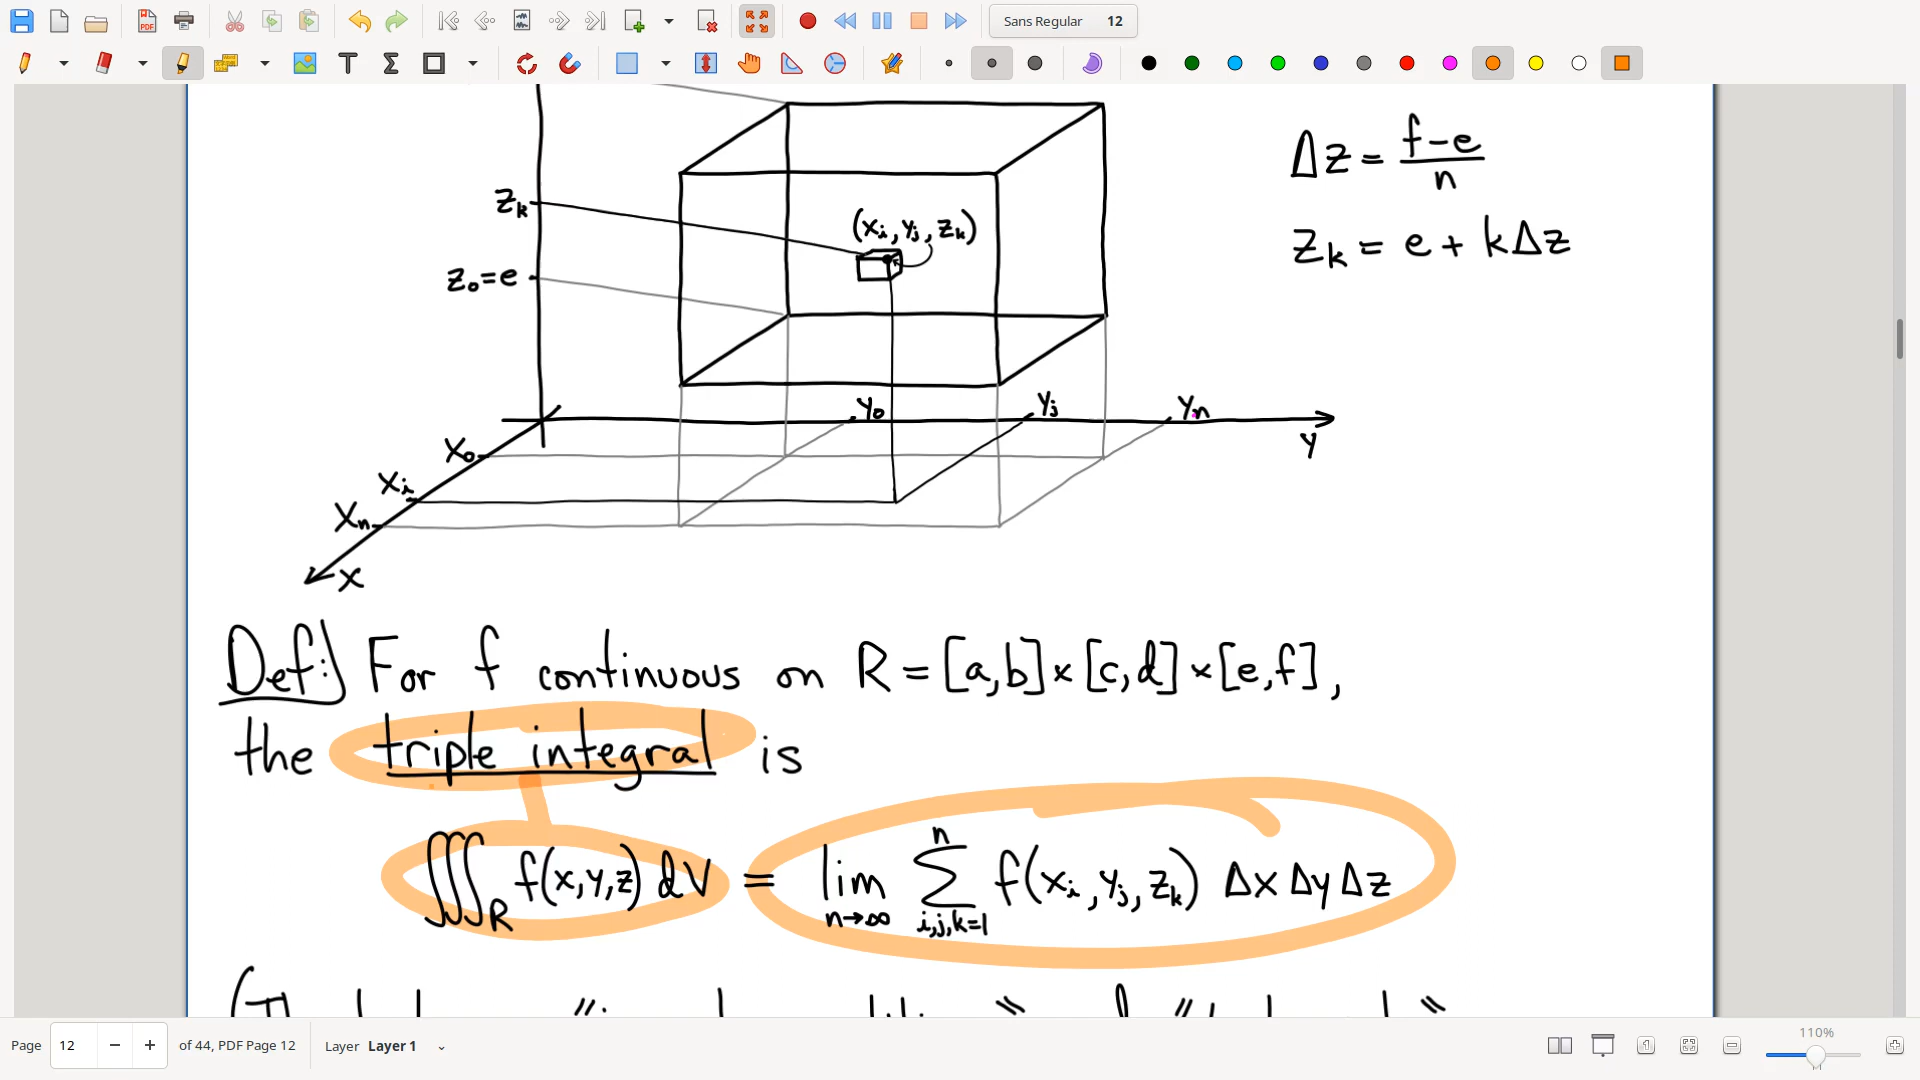 Sans Regular 12
Δz = f-e/n
z_k = e + kΔz
z_k
(x_i, y_j, z_k)
z_0 = e
y_0 y_j y_n
y
x_0
x_i
x_n
x
Def: For f continuous on R = [a,b]×[c,d]×[e,f],
the triple integral is
∭_R f(x,y,z) dV = lim_{n→∞} Σ_{i,j,k=1}^{n} f(x_i, y_j, z_k) Δx Δy Δz
Page 12 of 44, PDF Page 12 Layer Layer 1
110%